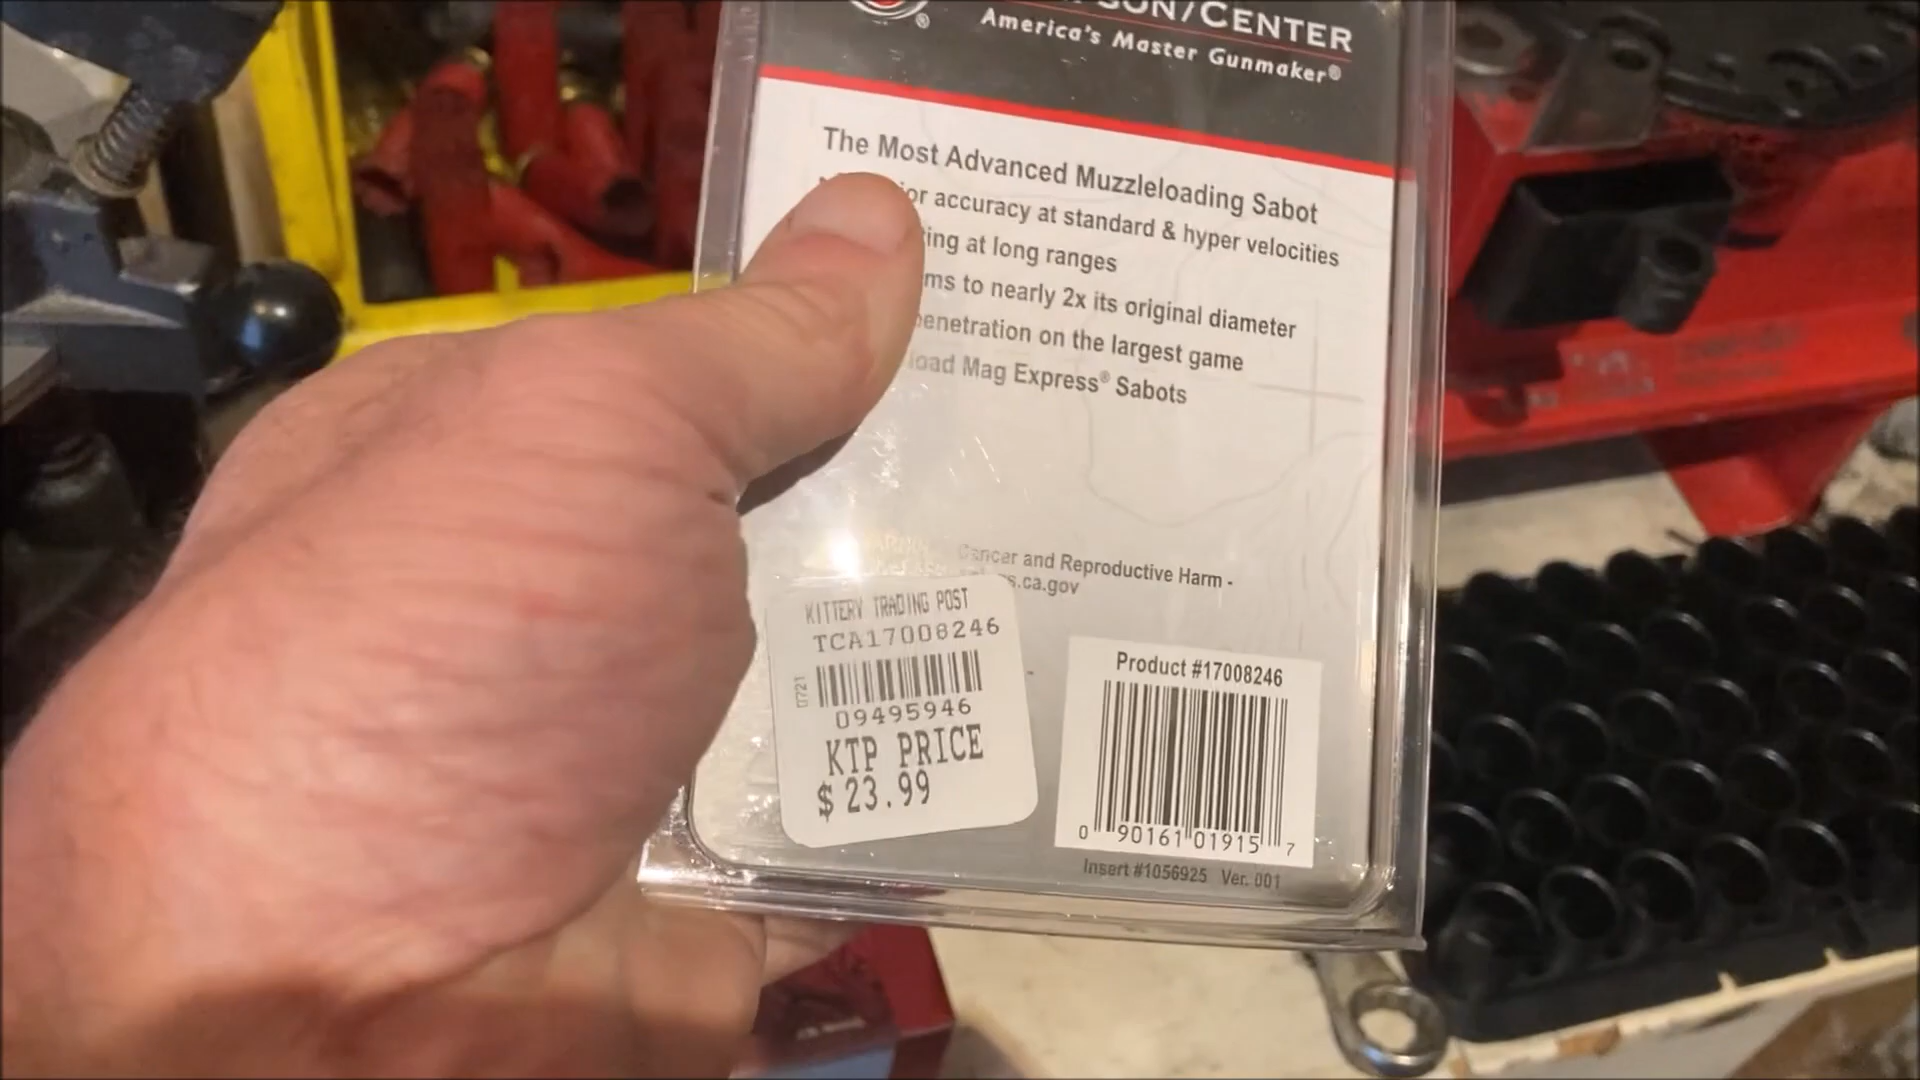 SON/CENTER
America's Master Gunmaker®
The Most Advanced Muzzleloading Sabot
or accuracy at standard & hyper velocities
ing at long ranges
ms to nearly 2x its original diameter
penetration on the largest game
load Mag Express® Sabots
Cancer and Reproductive Harm -
s.ca.gov
KITTERY TRADING POST
TCA17008246
0721
09495946
KTP PRICE
$ 23.99
Product #17008246
0 90161 01915 7
Insert #1056925 Ver. 001